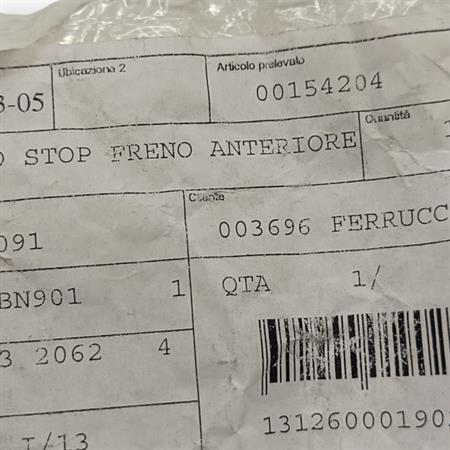 Ubicazione 2
Articolo prelevato
3-05
00154204
STOP FRENO ANTERIORE
Quantità
Cliente
091
003696 FERRUCC
BN901 1
QTA 1/
3 2062 4
131260001902
I/13